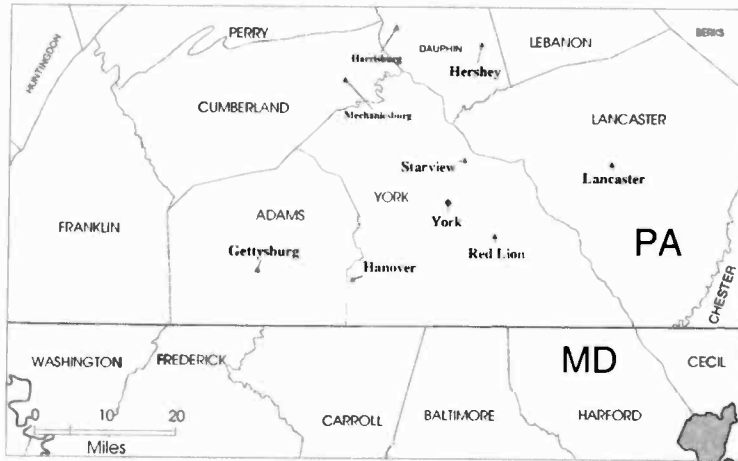 PERRY
HUNTINGDON
Harrisburg
DAUPHIN
LEBANON
BERKS
Hershey
CUMBERLAND
Mechanicsburg
LANCASTER
Starview
Lancaster
YORK
FRANKLIN
ADAMS
York
PA
Gettysburg
Hanover
Red Lion
CHESTER
WASHINGTON
FREDERICK
MD
CECIL
0 10 20
CARROLL
BALTIMORE
HARFORD
Miles